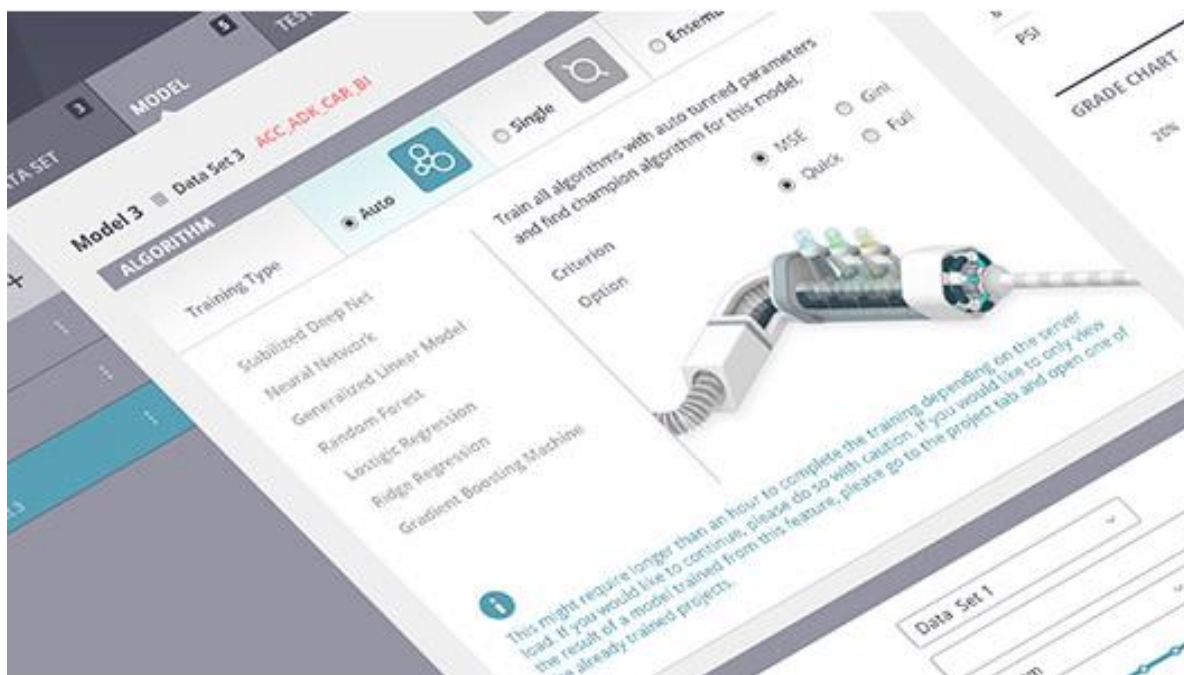 3
5
DATA SET
MODEL
Model 3
Data Set 3
ACC_ADK_CAR_BI
ALGORITHM
Training Type
Auto
Single
Train all algorithms with auto tunned parameters
and find champion algorithm for this model.
Criterion
MSE
Gini
Option
Quick
Full
Stabilized Deep Net
Neural Network
Generalized Linear Model
Random Forest
Lostigic Regression
Ridge Regression
Gradient Boosting Machine
This might require longer than an hour to complete the training depending on the server
load. If you would like to continue, please do so with caution. If you would like to only view
the result of a model trained from this feature, please go to the project tab and open one of
the already trained projects.
PSI
GRADE CHART
20%
Data Set 1